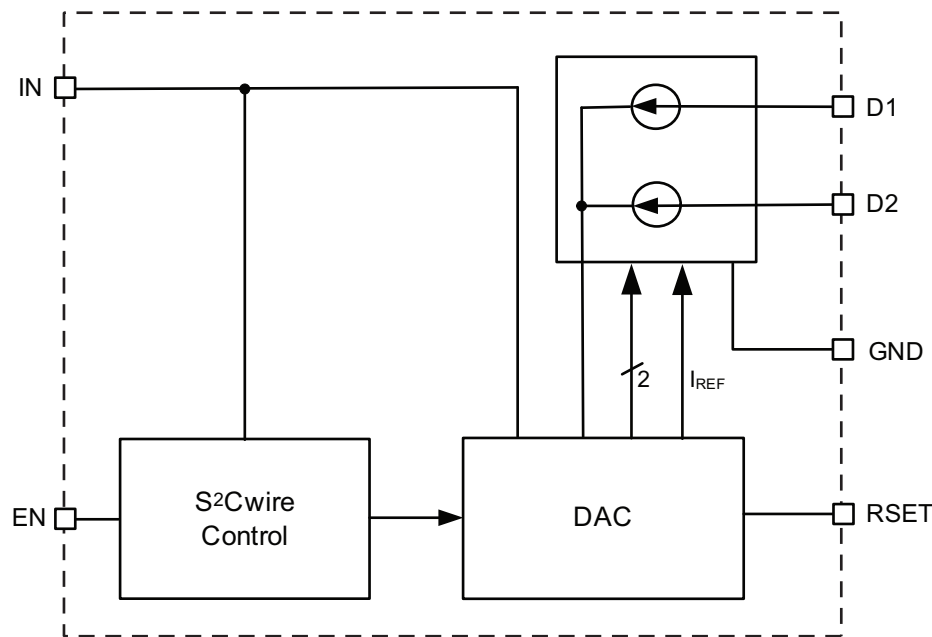 IN
D1
D2
GND
2
IREF
S²Cwire
Control
DAC
EN
RSET